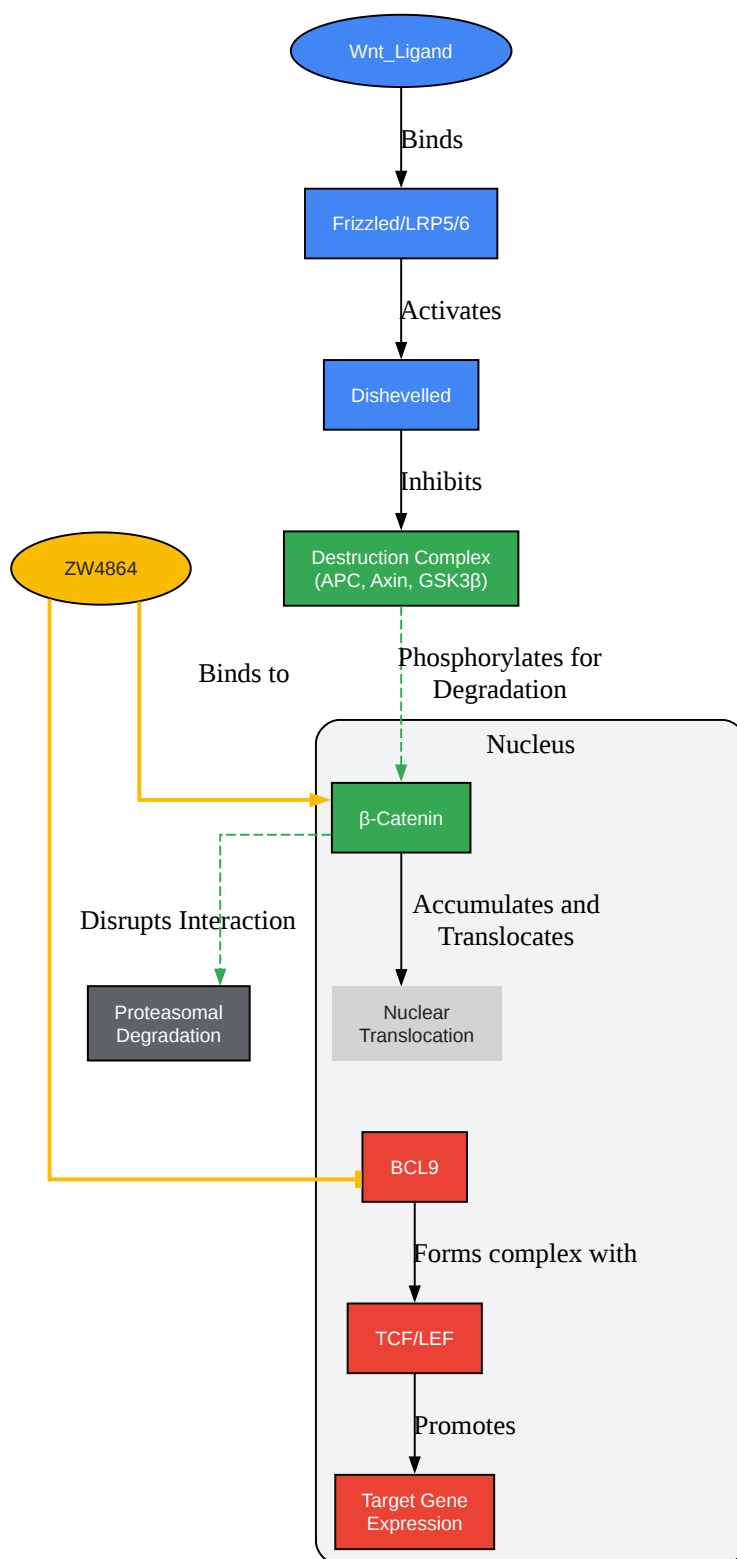 Wnt_Ligand
Binds
Frizzled/LRP5/6
Activates
Dishevelled
Inhibits
Destruction Complex
(APC, Axin, GSK3β)
ZW4864
Binds to
Phosphorylates for
Degradation
Nucleus
β-Catenin
Disrupts Interaction
Accumulates and
Translocates
Proteasomal
Degradation
Nuclear
Translocation
BCL9
Forms complex with
TCF/LEF
Promotes
Target Gene
Expression